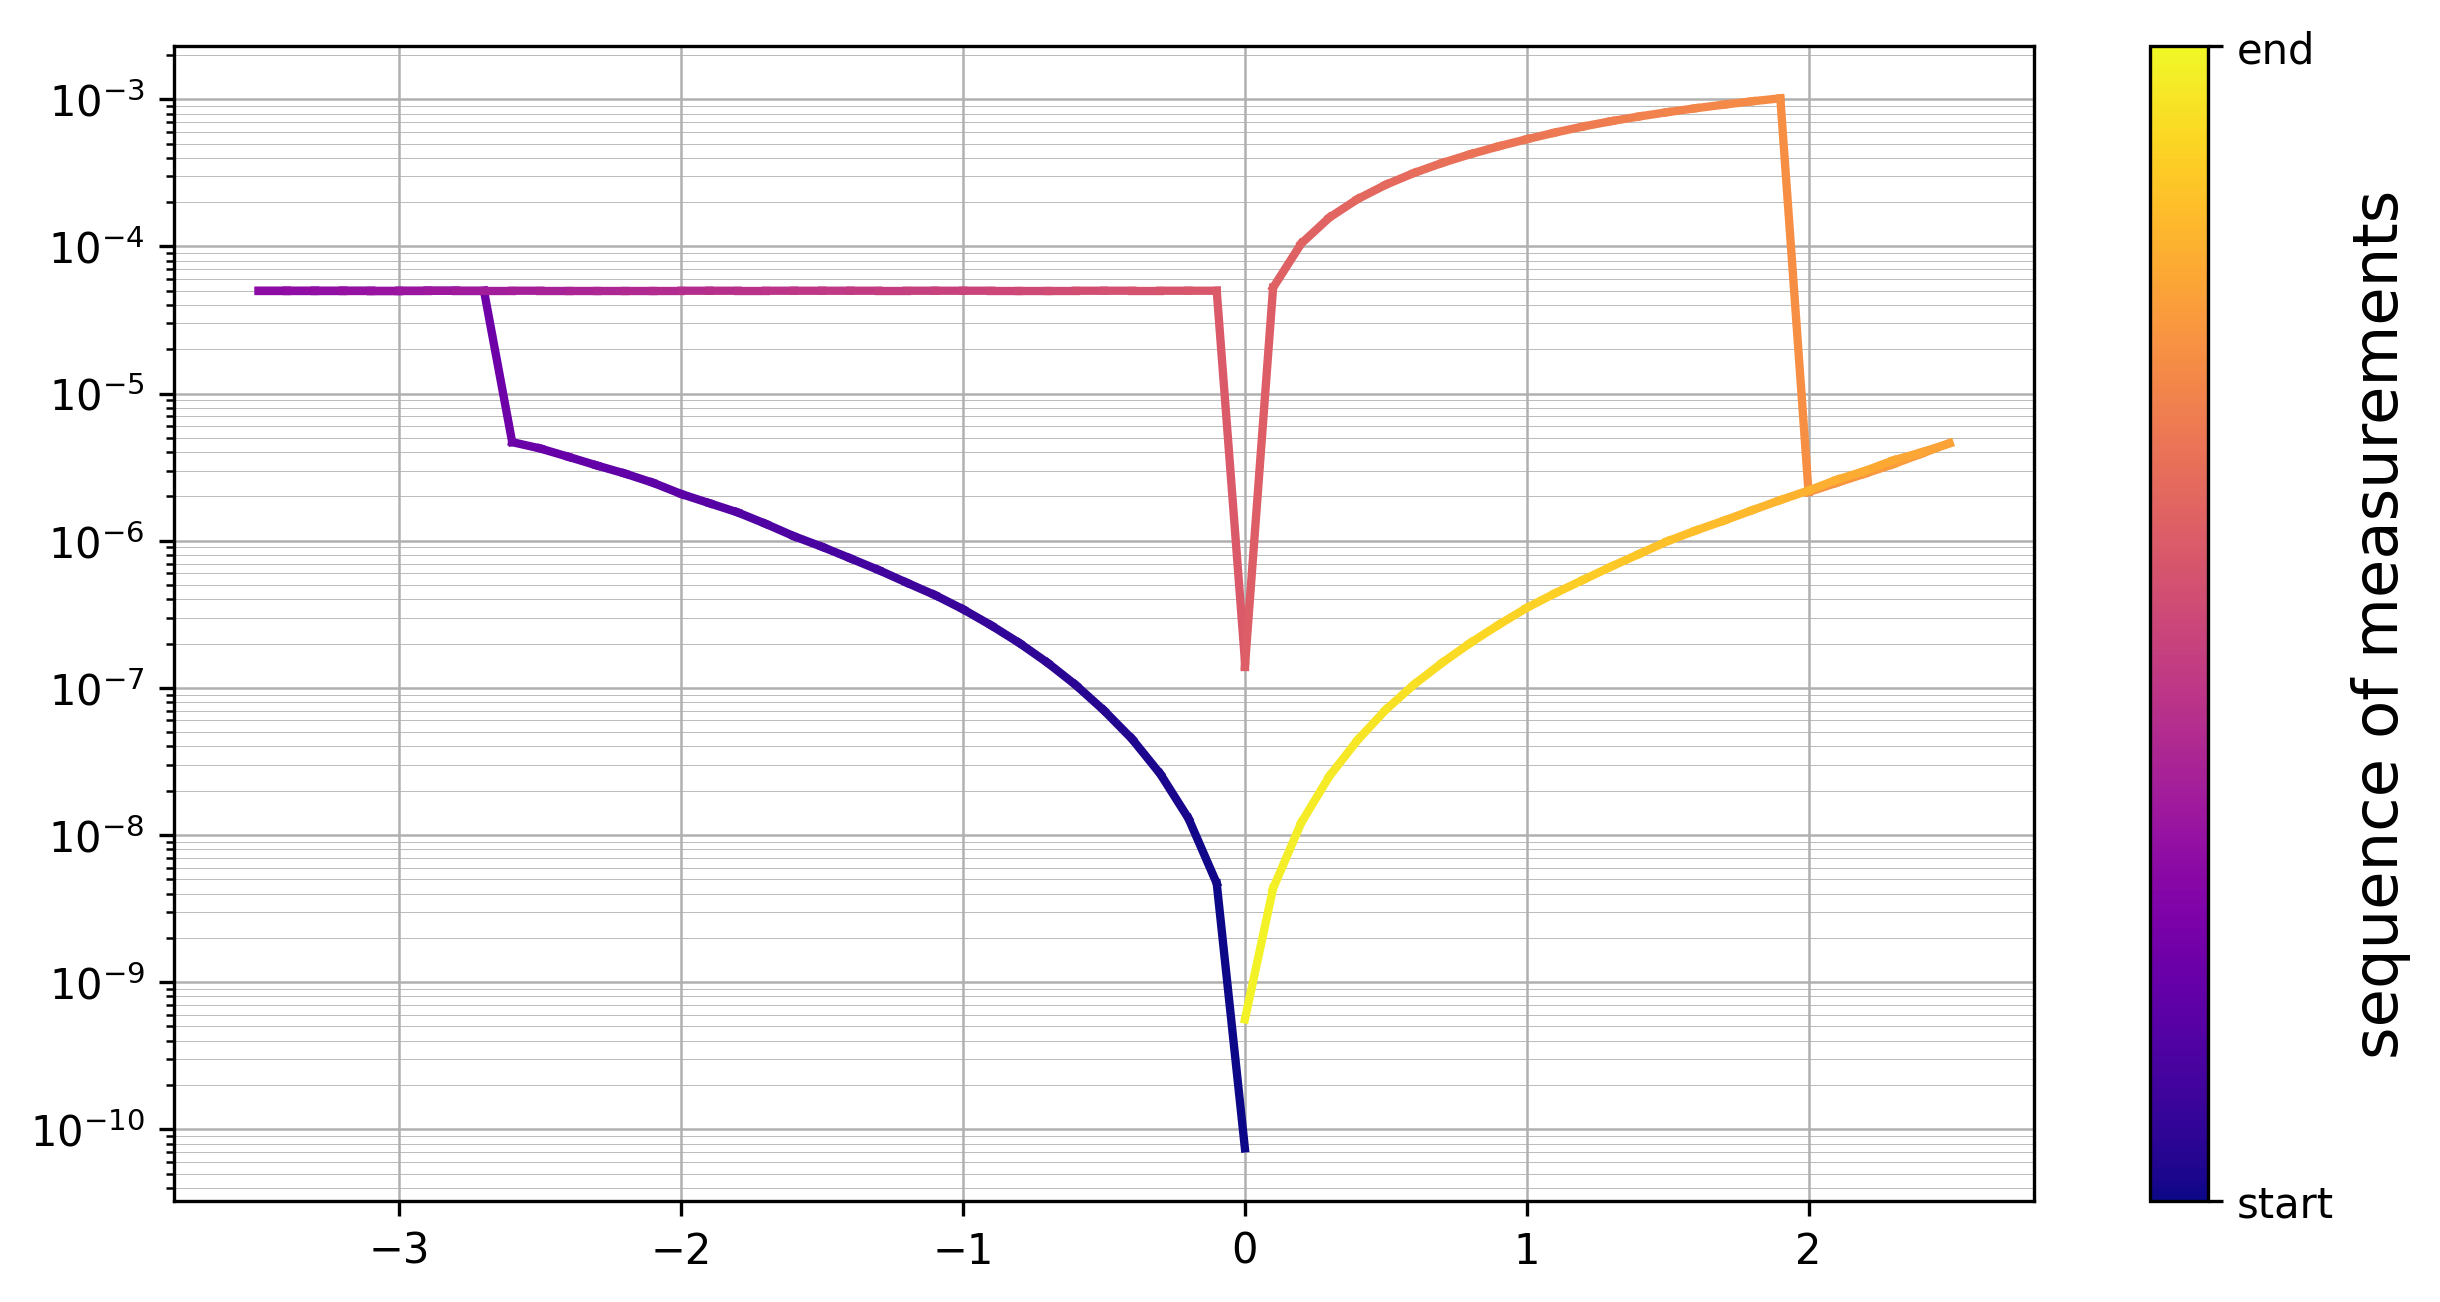 10⁻³
10⁻⁴
10⁻⁵
10⁻⁶
10⁻⁷
10⁻⁸
10⁻⁹
10⁻¹⁰
−3 −2 −1 0 1 2
end
start
sequence of measurements